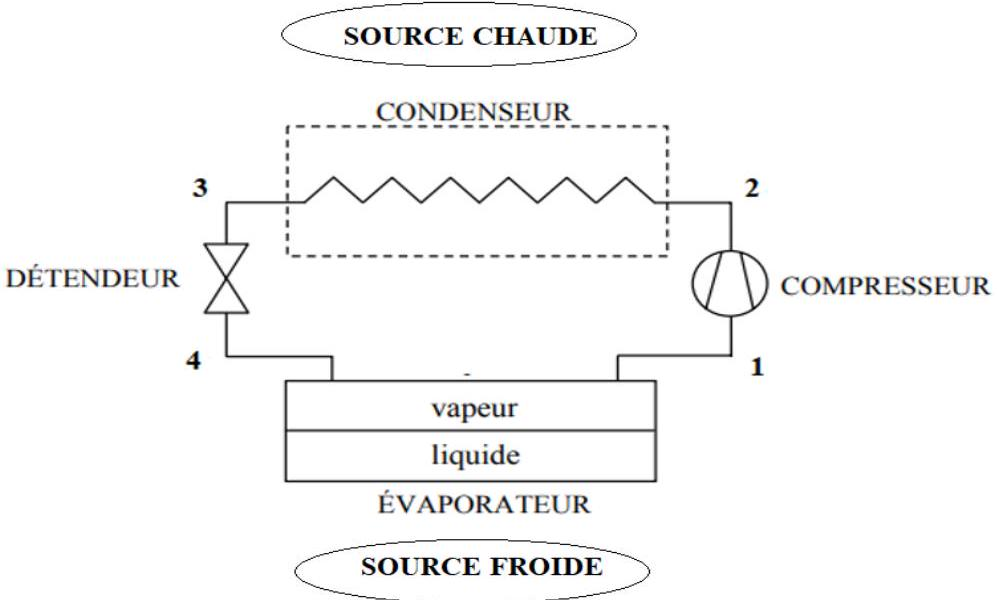 SOURCE CHAUDE
CONDENSEUR
3
2
DÉTENDEUR
COMPRESSEUR
4
1
vapeur
liquide
ÉVAPORATEUR
SOURCE FROIDE